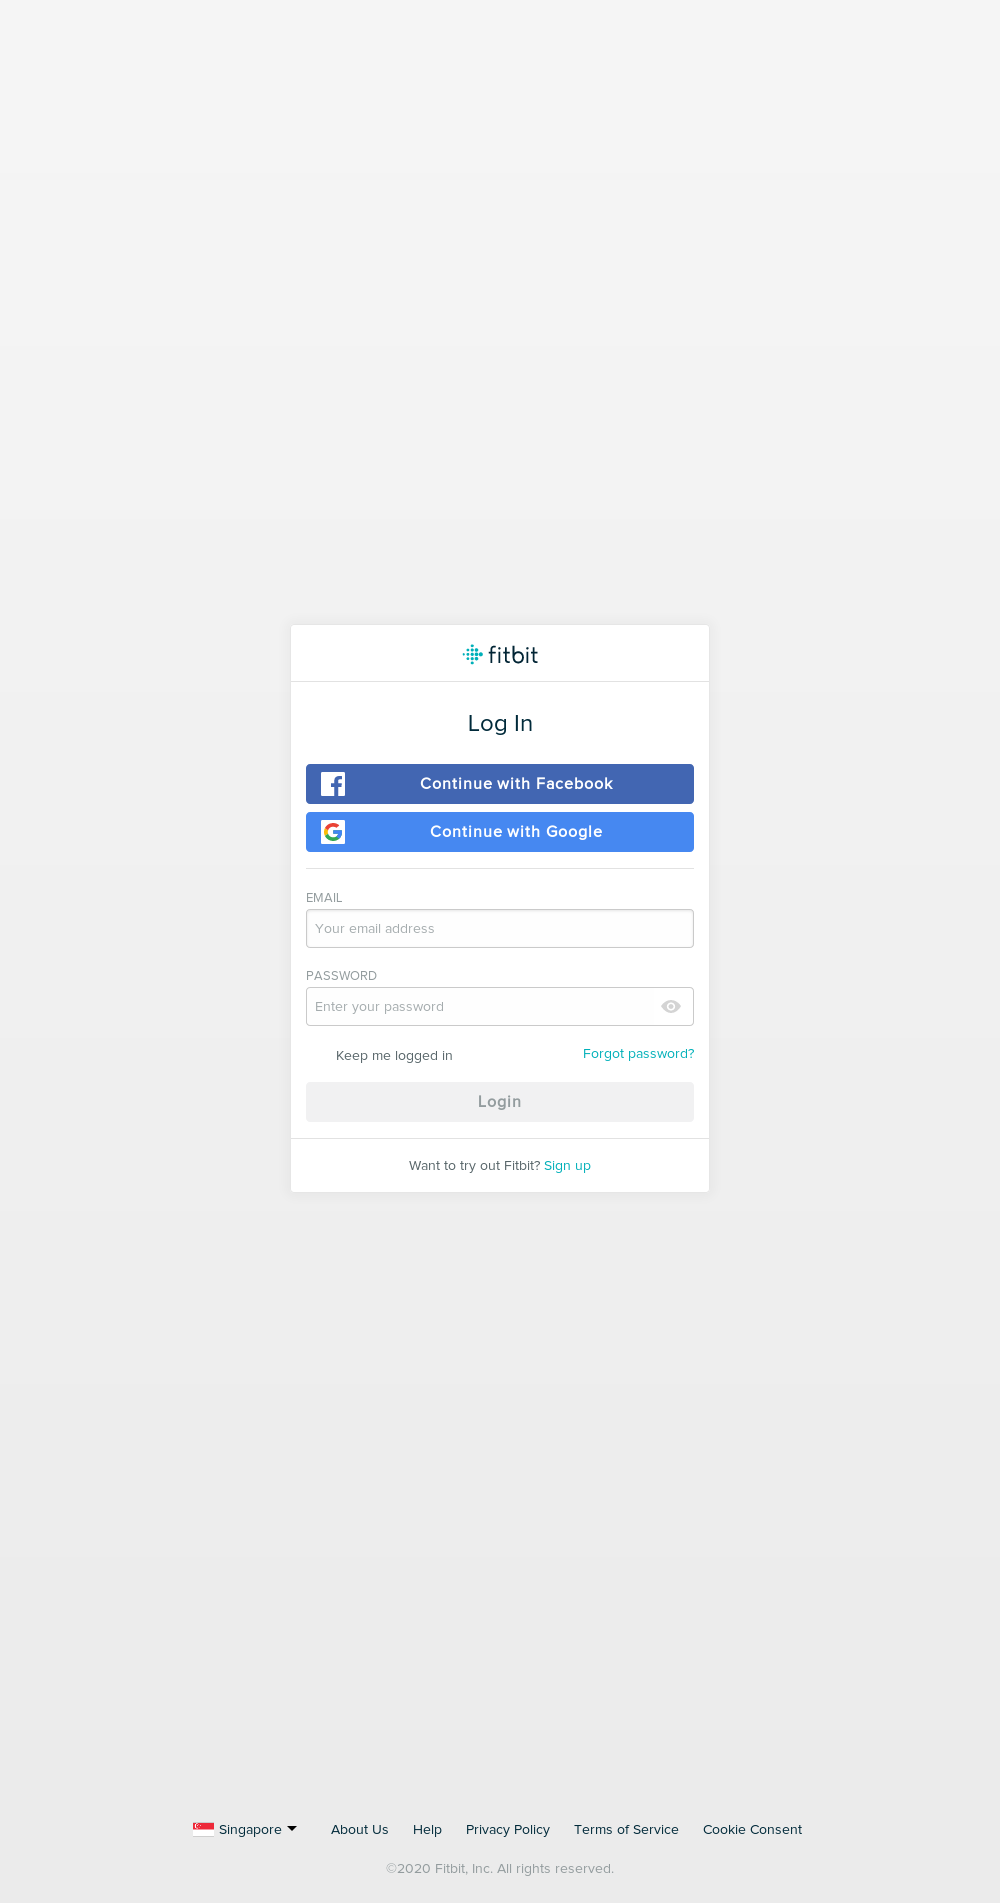 fitbit
Log In
Continue with Facebook
Continue with Google
EMAIL
Your email address
PASSWORD
Enter your password
Keep me logged in Forgot password?
Login
Want to try out Fitbit? Sign up
Singapore About Us Help Privacy Policy Terms of Service Cookie Consent
©2020 Fitbit, Inc. All rights reserved.